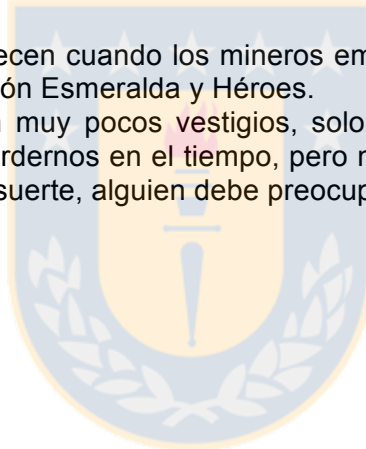 ecen cuando los mineros em
ón Esmeralda y Héroes.
muy pocos vestigios, solo
rdernos en el tiempo, pero n
suerte, alguien debe preocup